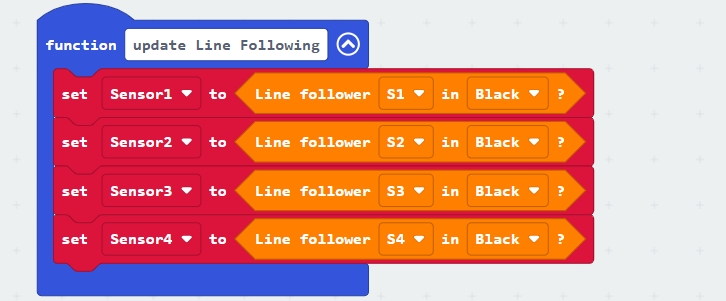 function update Line Following
set Sensor1 to Line follower S1 in Black ?
set Sensor2 to Line follower S2 in Black ?
set Sensor3 to Line follower S3 in Black ?
set Sensor4 to Line follower S4 in Black ?